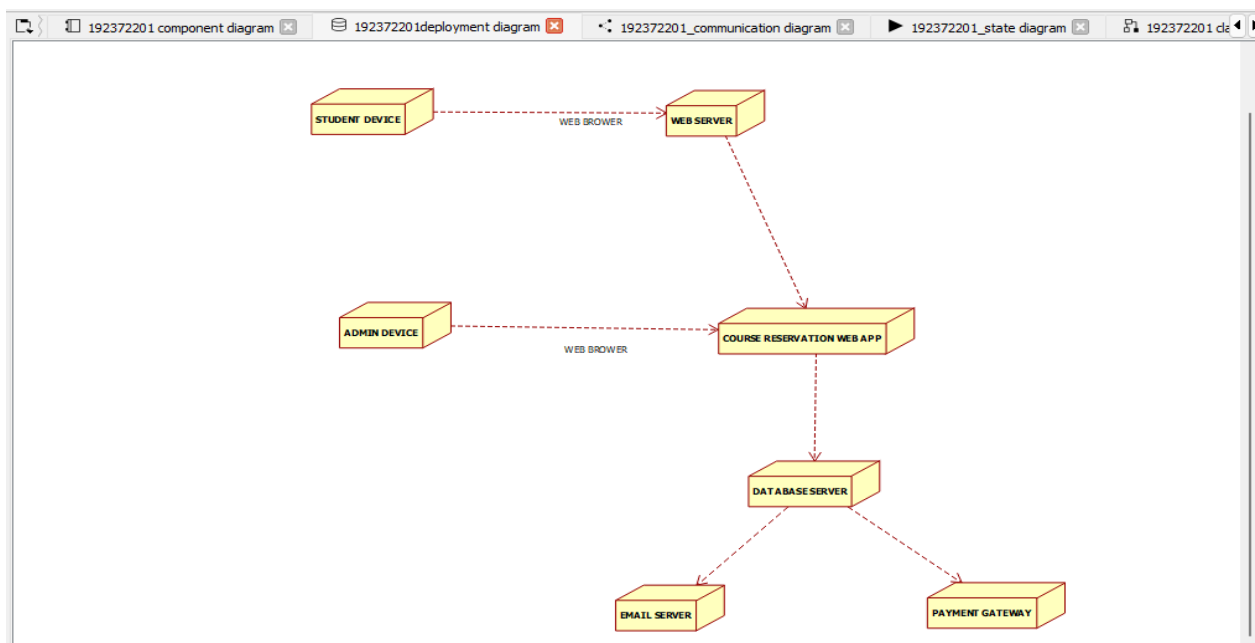 192372201 component diagram
192372201deployment diagram
192372201_communication diagram
192372201_state diagram
192372201 cla
STUDENT DEVICE
WEB BROWER
WEB SERVER
ADMIN DEVICE
WEB BROWER
COURSE RESERVATION WEB APP
DATABASE SERVER
EMAIL SERVER
PAYMENT GATEWAY